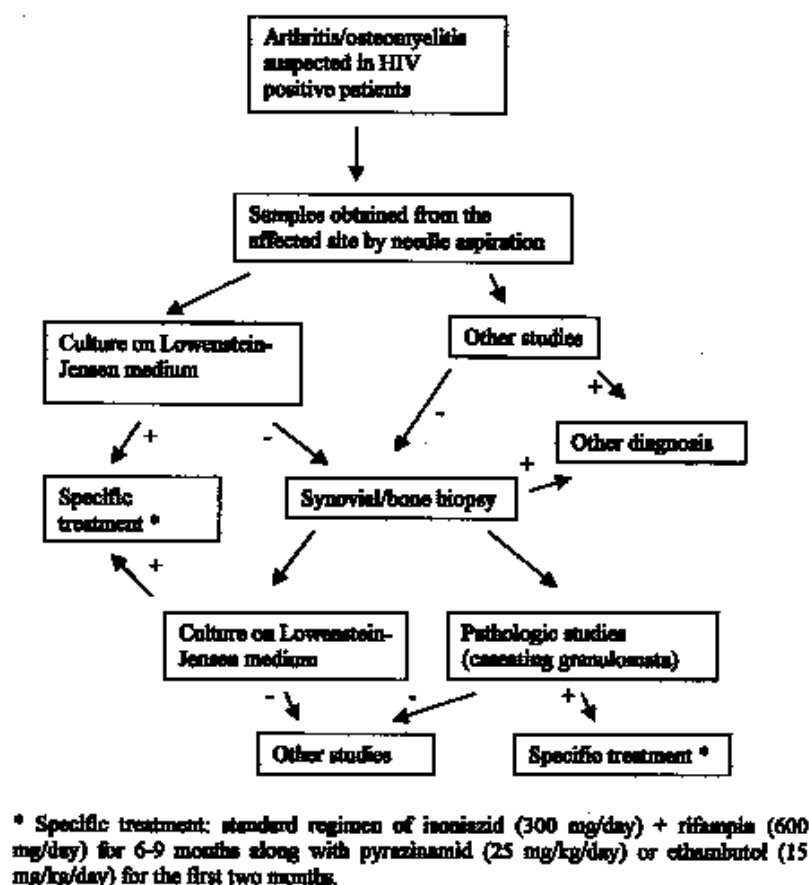 Arthritis/osteomyelitis
suspected in HIV
positive patients
Samples obtained from the
affected site by needle aspiration
Culture on Lowenstein-
Jensen medium
Other studies
+
-
-
+
Other diagnosis
Specific
treatment *
Synovial/bone biopsy
+
+
Culture on Lowenstein-
Jensen medium
Pathologic studies
(caseating granulomata)
-
-
+
Other studies
Specific treatment *
* Specific treatment: standard regimen of isoniazid (300 mg/day) + rifampin (600
mg/day) for 6-9 months along with pyrazinamid (25 mg/kg/day) or ethambutol (15
mg/kg/day) for the first two months.